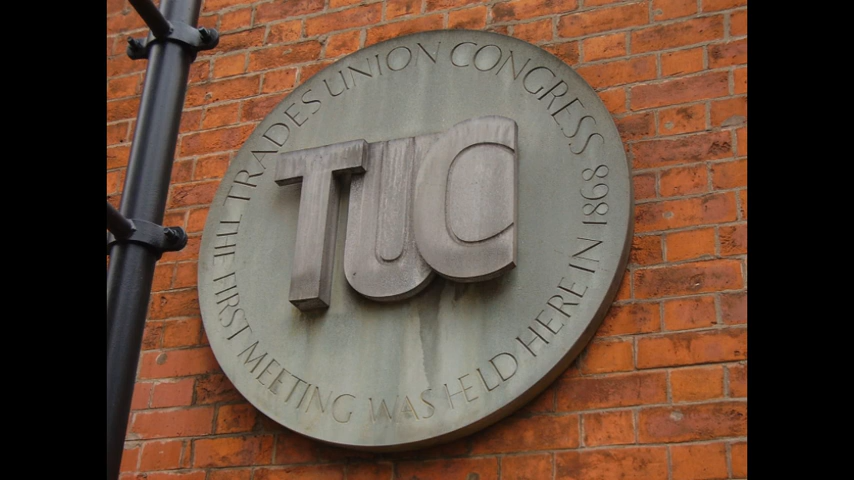 TRADES UNION CONGRESS
TUC
THE FIRST MEETING WAS HELD HERE IN 1868